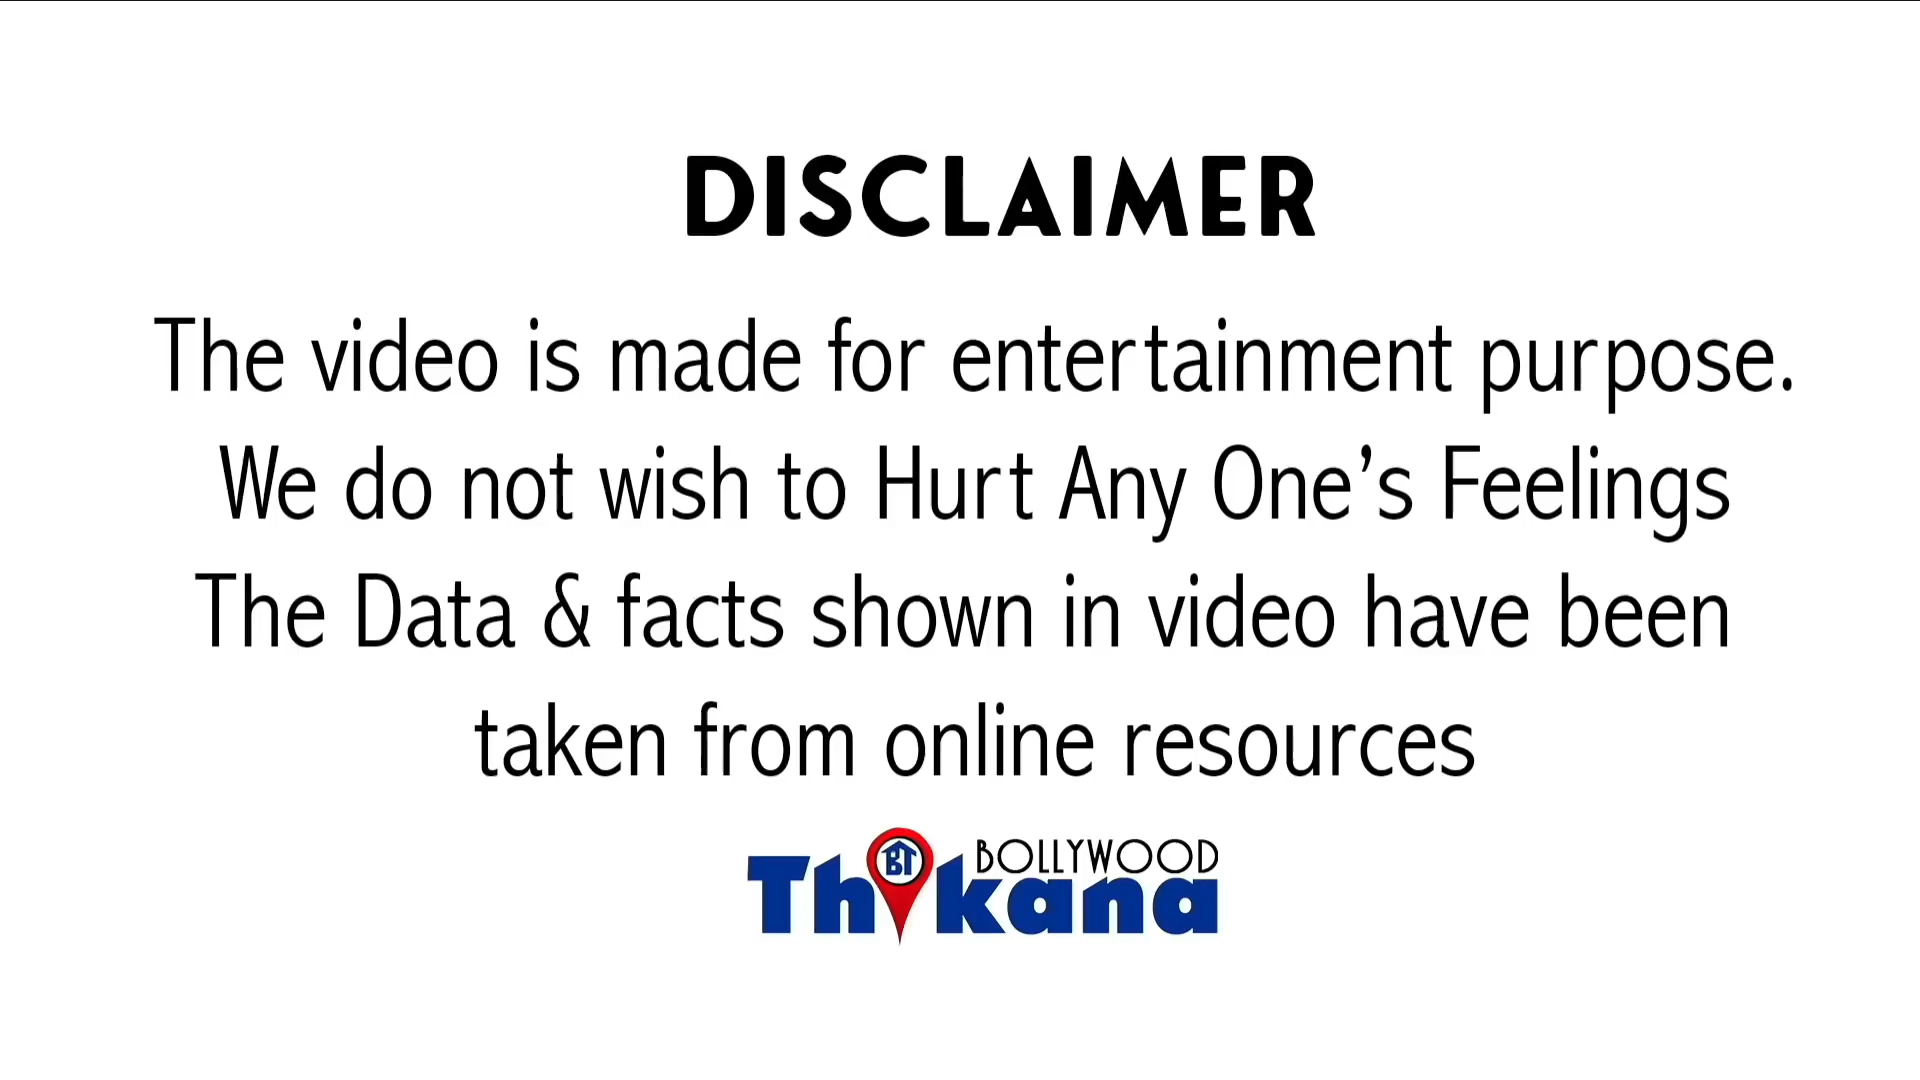 DISCLAIMER
The video is made for entertainment purpose.
We do not wish to Hurt Any One’s Feelings
The Data & facts shown in video have been
taken from online resources
BT
BOLLYWOOD
Thikana